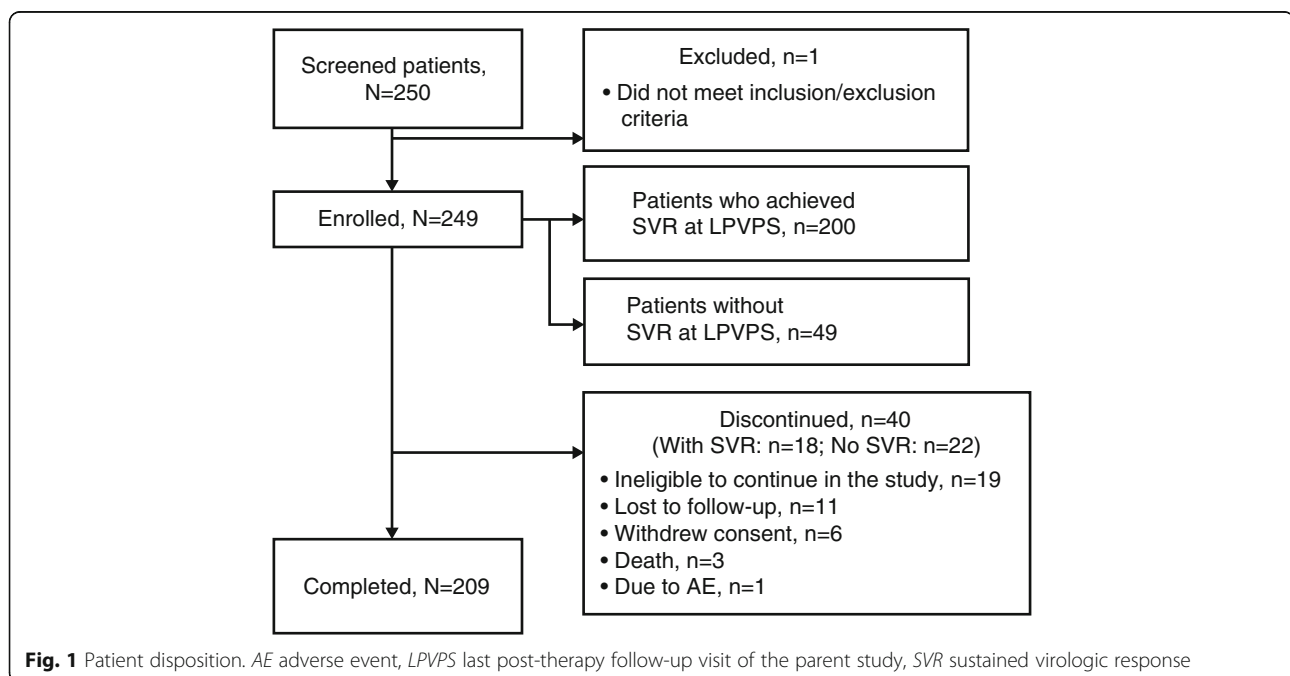 Screened patients,
N=250
Excluded, n=1
• Did not meet inclusion/exclusion
criteria
Enrolled, N=249
Patients who achieved
SVR at LPVPS, n=200
Patients without
SVR at LPVPS, n=49
Discontinued, n=40
(With SVR: n=18; No SVR: n=22)
• Ineligible to continue in the study, n=19
• Lost to follow-up, n=11
• Withdrew consent, n=6
• Death, n=3
• Due to AE, n=1
Completed, N=209
Fig. 1 Patient disposition. AE adverse event, LPVPS last post-therapy follow-up visit of the parent study, SVR sustained virologic response